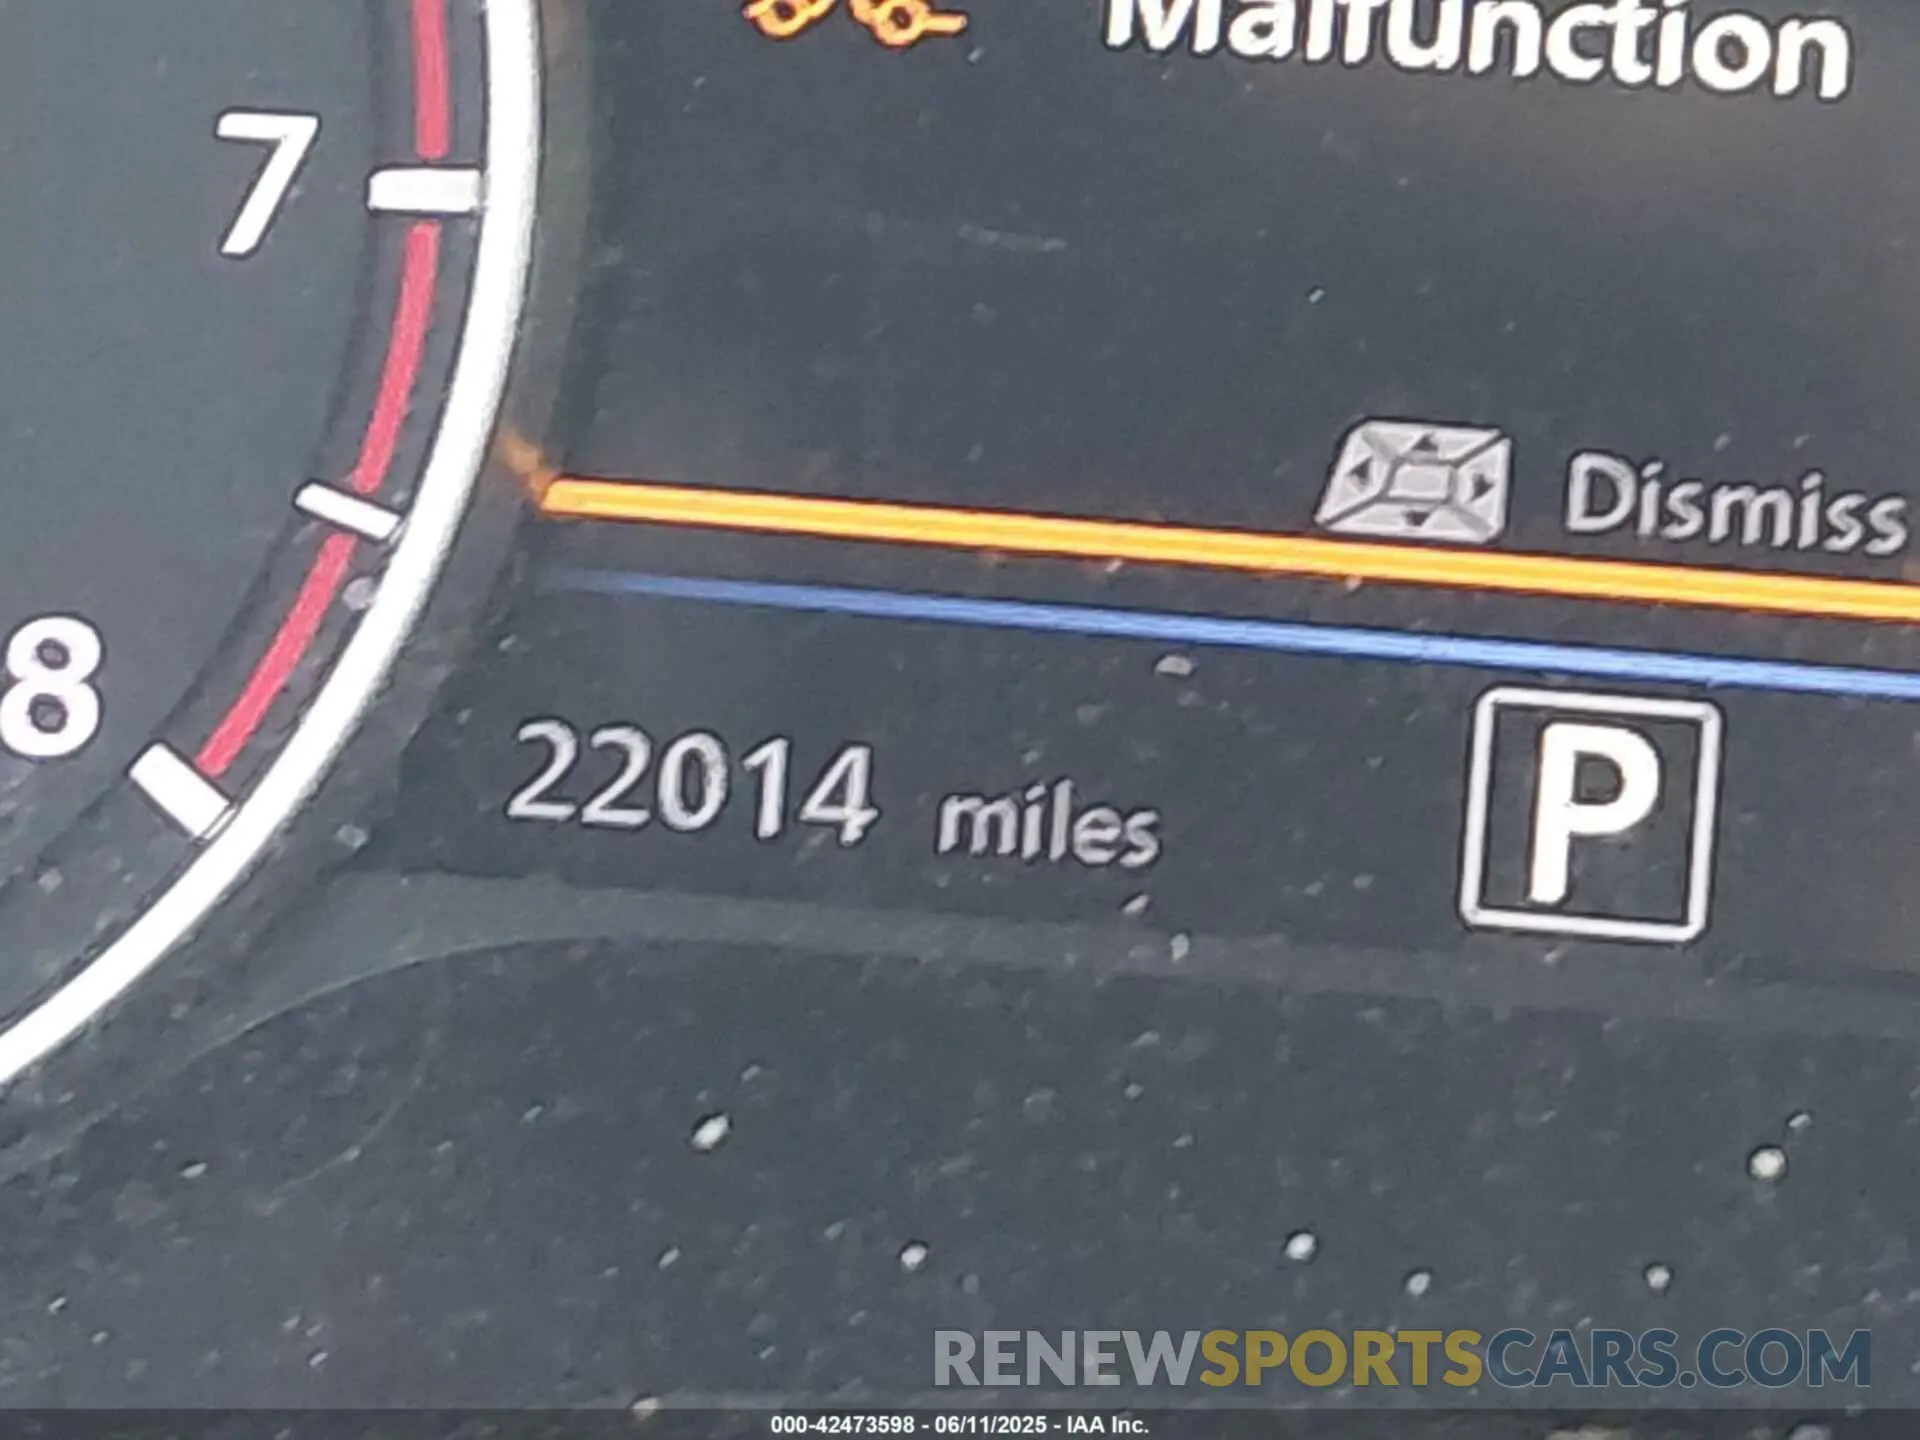 Malfunction
7
Dismiss
8
22014 miles
P
RENEWSPORTSCARS.COM
000-42473598 - 06/11/2025 - IAA Inc.